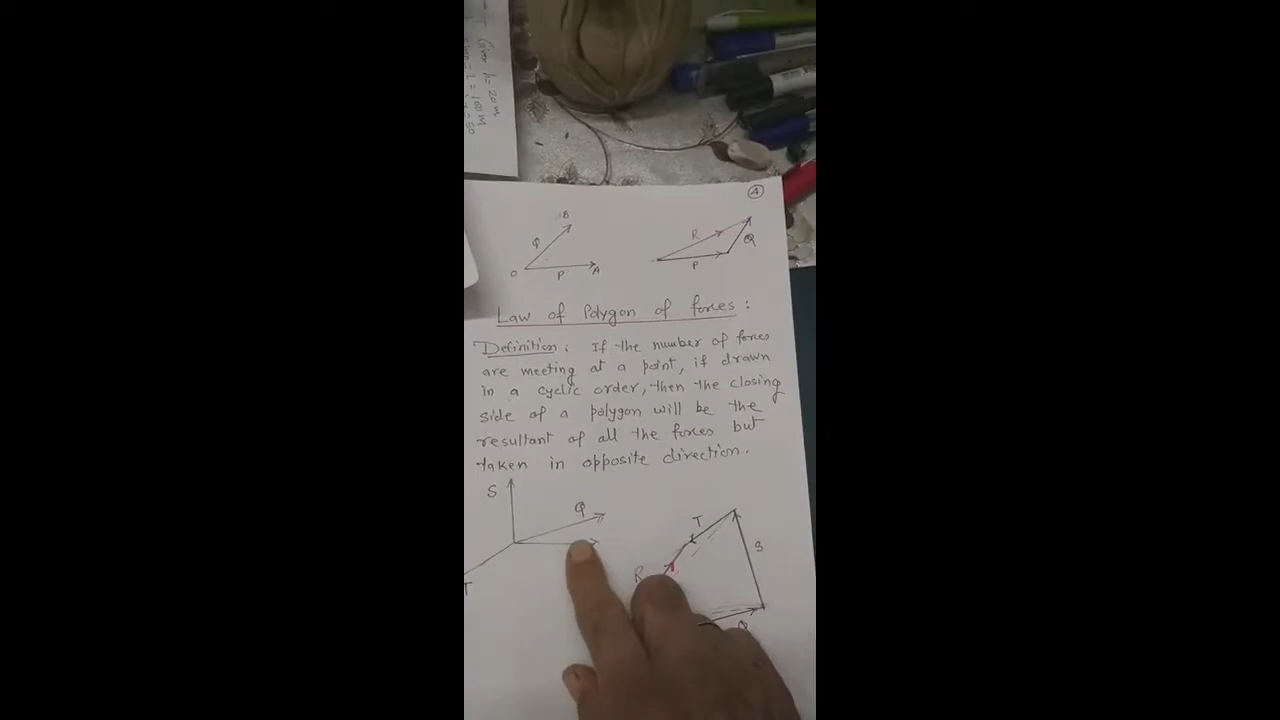 Given h = 20 m
4
B
Q
O
P
A
R
P
Q
Law of Polygon of forces :
Definition : If the number of forces
are meeting at a point, if drawn
in a cyclic order, then the closing
side of a polygon will be the
resultant of all the forces but
taken in opposite direction.
S
Q
T
T
S
R
Q